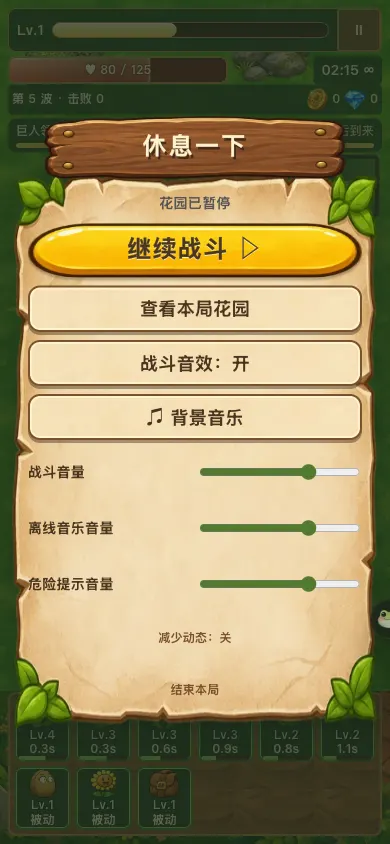 Lv.1
80 / 125
02:15 ∞
第 5 波 · 击败 0
0
0
巨人
到来
休息一下
花园已暂停
继续战斗 ▷
查看本局花园
战斗音效：开
♫ 背景音乐
战斗音量
离线音乐音量
危险提示音量
减少动态：关
结束本局
Lv.4 Lv.3 Lv.3 Lv.3 Lv.2 Lv.2
0.3s 0.3s 0.6s 0.9s 0.8s 1.1s
Lv.1 Lv.1 Lv.1
被动 被动 被动